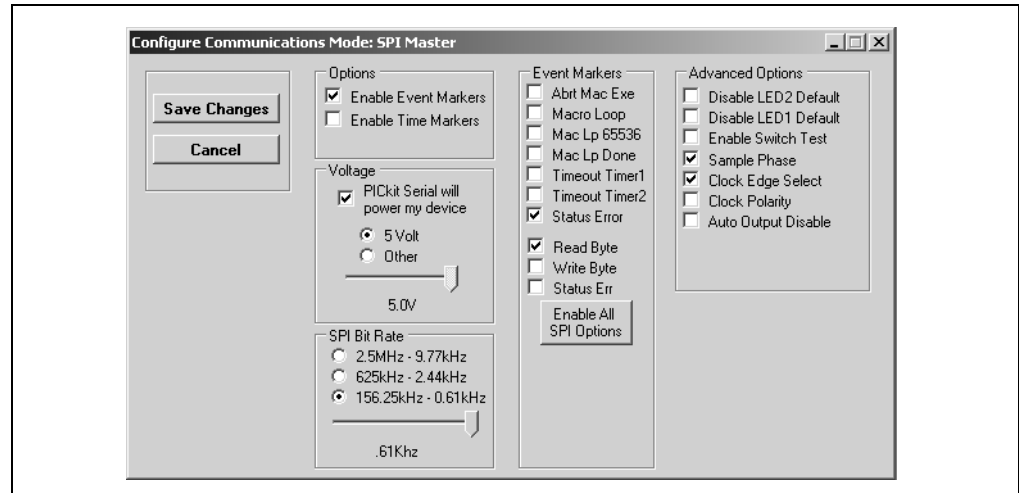 Configure Communications Mode: SPI Master
Save Changes
Cancel
Options
Enable Event Markers
Enable Time Markers
Voltage
PICkit Serial will
power my device
5 Volt
Other
5.0V
SPI Bit Rate
2.5MHz - 9.77kHz
625kHz - 2.44kHz
156.25kHz - 0.61kHz
.61Khz
Event Markers
Abrt Mac Exe
Macro Loop
Mac Lp 65536
Mac Lp Done
Timeout Timer1
Timeout Timer2
Status Error
Read Byte
Write Byte
Status Err
Enable All
SPI Options
Advanced Options
Disable LED2 Default
Disable LED1 Default
Enable Switch Test
Sample Phase
Clock Edge Select
Clock Polarity
Auto Output Disable